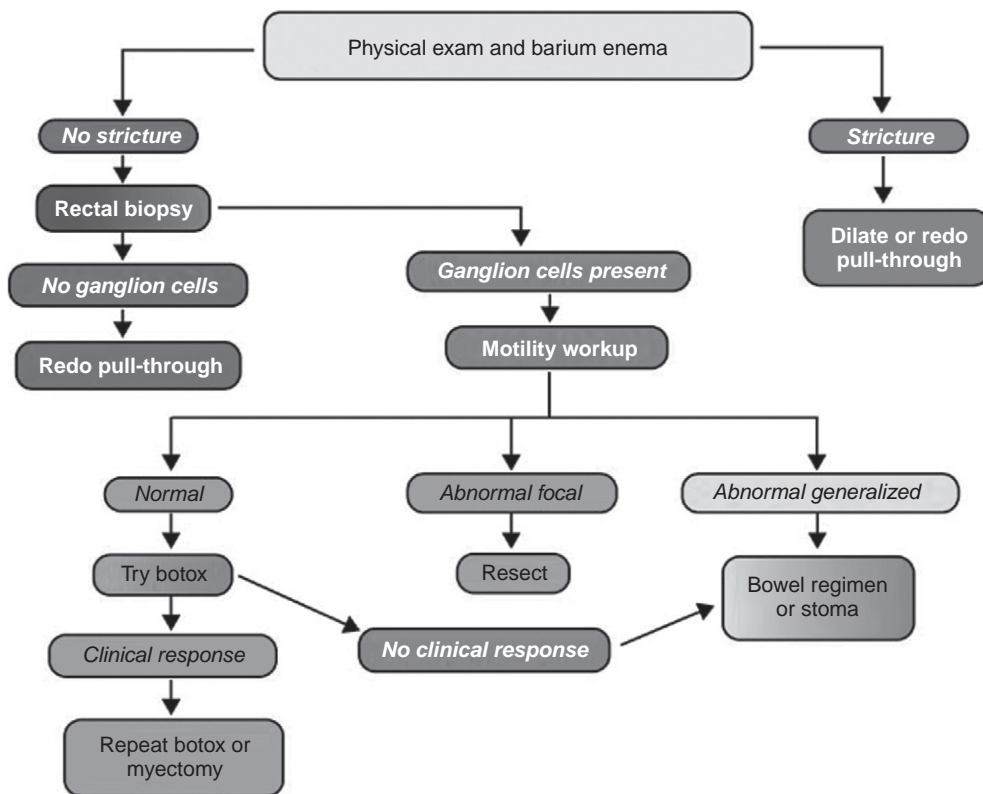 Physical exam and barium enema
No stricture
Stricture
Rectal biopsy
Dilate or redo
pull-through
No ganglion cells
Ganglion cells present
Redo pull-through
Motility workup
Normal
Abnormal focal
Abnormal generalized
Try botox
Resect
Bowel regimen
or stoma
Clinical response
No clinical response
Repeat botox or
myectomy